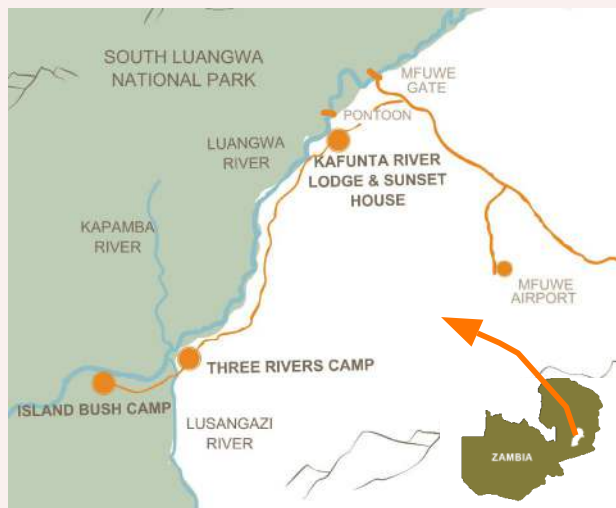 SOUTH LUANGWA
NATIONAL PARK
MFUWE
GATE
PONTOON
LUANGWA
RIVER
KAFUNTA RIVER
LODGE & SUNSET
HOUSE
KAPAMBA
RIVER
MFUWE
AIRPORT
THREE RIVERS CAMP
ISLAND BUSH CAMP
LUSANGAZI
RIVER
ZAMBIA